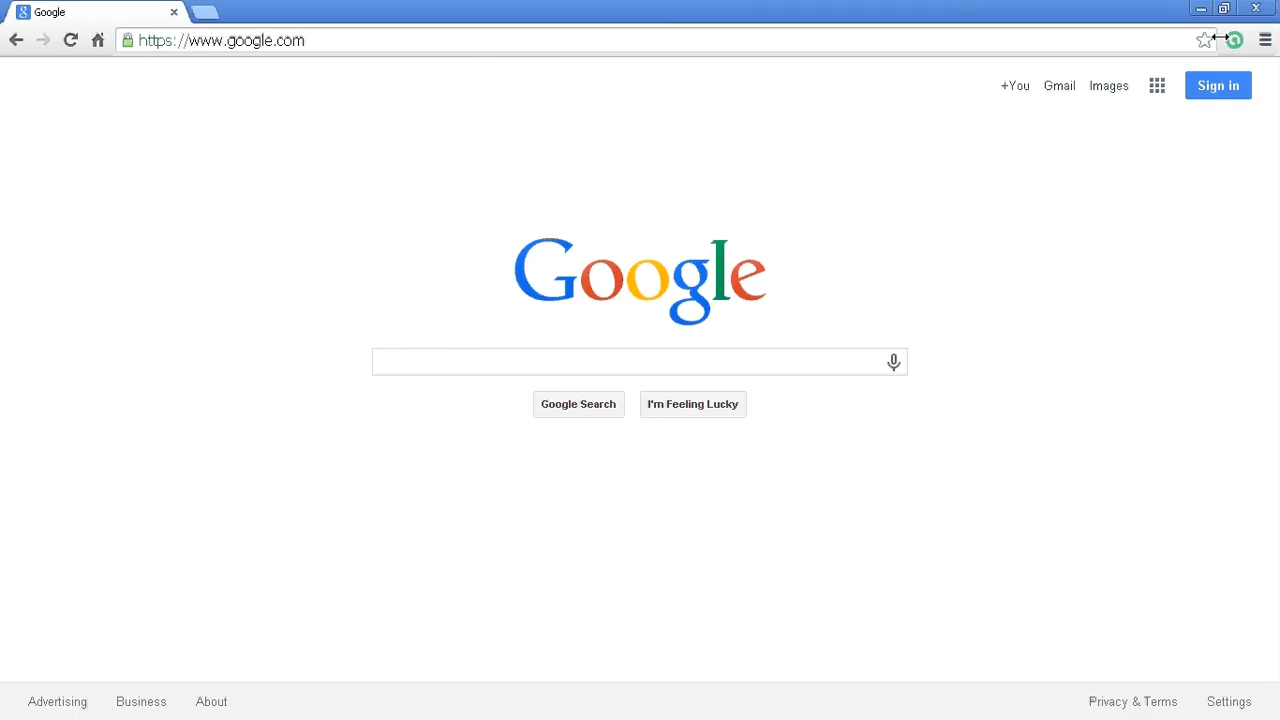 Google
https://www.google.com
+You Gmail Images Sign in
Google
Google Search I'm Feeling Lucky
Advertising Business About Privacy & Terms Settings